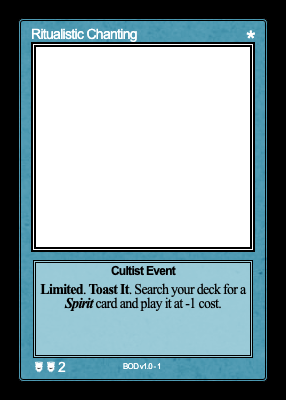 Ritualistic Chanting *
Cultist Event
Limited. Toast It. Search your deck for a
Spirit card and play it at -1 cost.
2 BOD v1.0 - 1